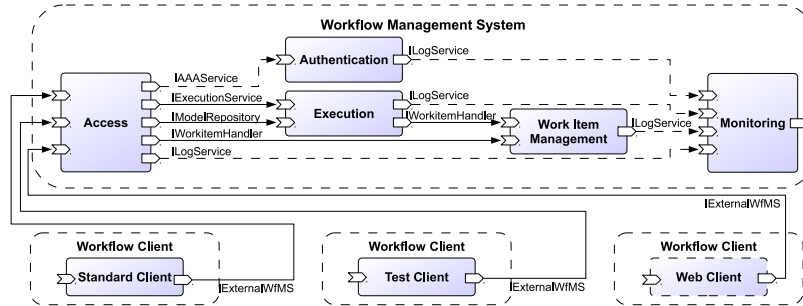 Workflow Management System
ILogService
Authentication
IAAAService
IExecutionService
ILogService
Access
IModelRepository
Execution
IWorkitemHandler
Monitoring
IWorkitemHandler
Work Item
Management
ILogService
ILogService
IExternalWfMS
Workflow Client
Workflow Client
Workflow Client
Standard Client
Test Client
Web Client
IExternalWfMS
IExternalWfMS